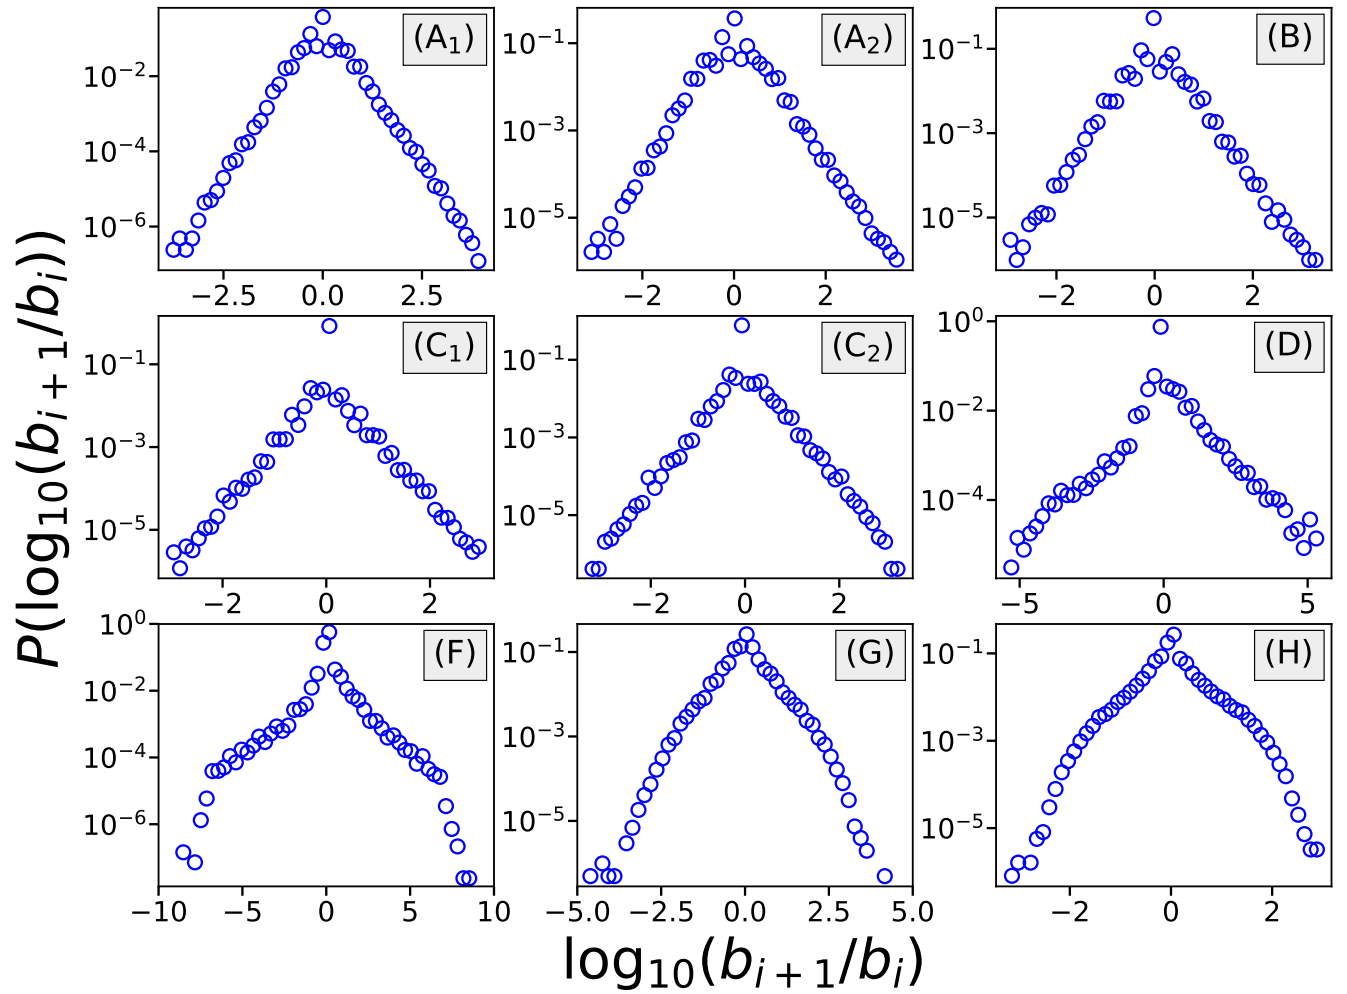 P(log₁₀(bᵢ₊₁/bᵢ))
(A₁)
10⁻²
10⁻⁴
10⁻⁶
−2.5 0.0 2.5
(A₂)
10⁻¹
10⁻³
10⁻⁵
−2 0 2
(B)
10⁻¹
10⁻³
10⁻⁵
−2 0 2
(C₁)
10⁻¹
10⁻³
10⁻⁵
−2 0 2
(C₂)
10⁻¹
10⁻³
10⁻⁵
−2 0 2
(D)
10⁰
10⁻²
10⁻⁴
−5 0 5
(F)
10⁰
10⁻²
10⁻⁴
10⁻⁶
−10 −5 0 5 10
(G)
10⁻¹
10⁻³
10⁻⁵
−5.0 −2.5 0.0 2.5 5.0
(H)
10⁻¹
10⁻³
10⁻⁵
−2 0 2
log₁₀(bᵢ₊₁/bᵢ)